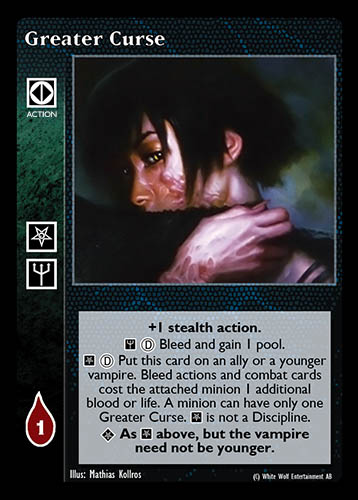 Greater Curse
ACTION
+1 stealth action.
D Bleed and gain 1 pool.
D Put this card on an ally or a younger
vampire. Bleed actions and combat cards
cost the attached minion 1 additional
blood or life. A minion can have only one
Greater Curse. is not a Discipline.
As above, but the vampire
need not be younger.
1
Illus: Mathias Kollros
(C) White Wolf Entertainment AB